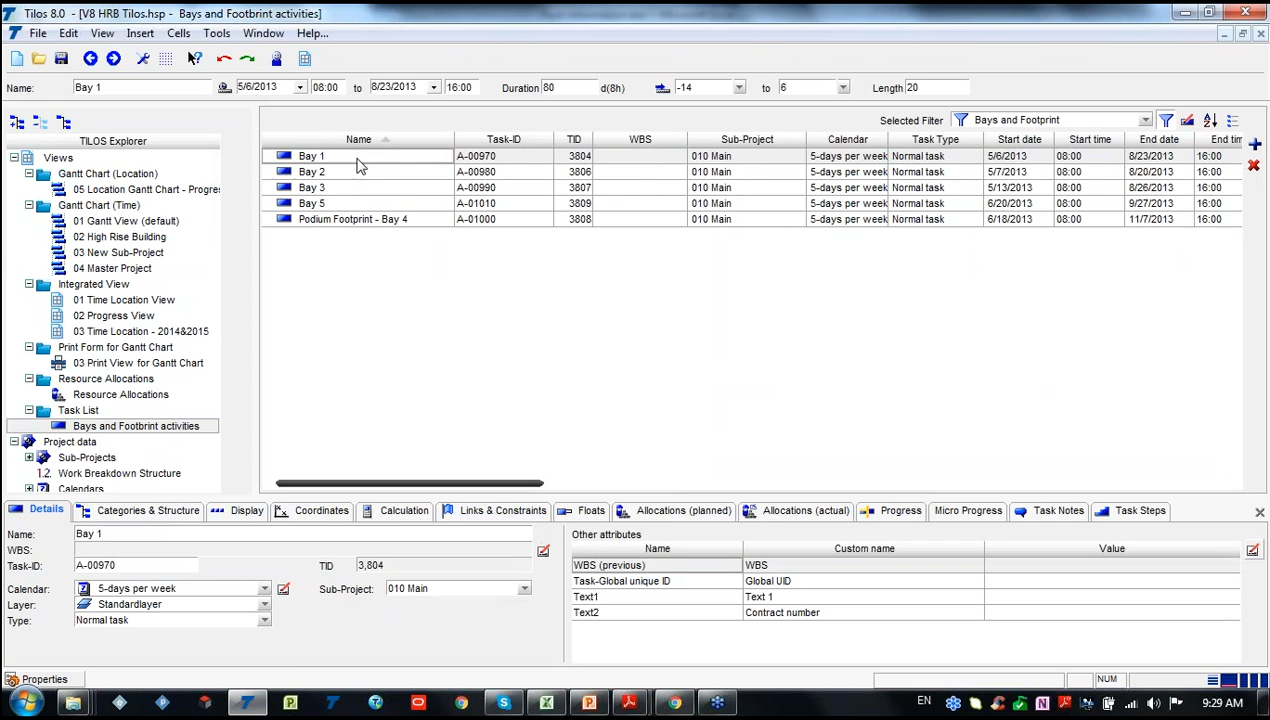 Tilos 8.0 - [V8 HRB Tilos.hsp - Bays and Footbrint activities]
File Edit View Insert Cells Tools Window Help...
Name: Bay 1 5/6/2013 08:00 to 8/23/2013 16:00 Duration 80 d(8h) -14 to 6 Length 20
Selected Filter Bays and Footprint
TILOS Explorer
Views
Gantt Chart (Location)
05 Location Gantt Chart - Progre
Gantt Chart (Time)
01 Gantt View (default)
02 High Rise Building
03 New Sub-Project
04 Master Project
Integrated View
01 Time Location View
02 Progress View
03 Time Location - 2014&2015
Print Form for Gantt Chart
03 Print View for Gantt Chart
Resource Allocations
Resource Allocations
Task List
Bays and Footbrint activities
Project data
Sub-Projects
1.2. Work Breakdown Structure
Calendars
Name Task-ID TID WBS Sub-Project Calendar Task Type Start date Start time End date End tim
Bay 1 A-00970 3804 010 Main 5-days per week Normal task 5/6/2013 08:00 8/23/2013 16:00
Bay 2 A-00980 3806 010 Main 5-days per week Normal task 5/7/2013 08:00 8/20/2013 16:00
Bay 3 A-00990 3807 010 Main 5-days per week Normal task 5/13/2013 08:00 8/26/2013 16:00
Bay 5 A-01010 3809 010 Main 5-days per week Normal task 6/20/2013 08:00 9/27/2013 16:00
Podium Footprint - Bay 4 A-01000 3808 010 Main 5-days per week Normal task 6/18/2013 08:00 11/7/2013 16:00
Details Categories & Structure Display Coordinates Calculation Links & Constraints Floats Allocations (planned) Allocations (actual) Progress Micro Progress Task Notes Task Steps
Name: Bay 1
WBS:
Task-ID: A-00970 TID 3,804
Calendar: 5-days per week Sub-Project: 010 Main
Layer: Standardlayer
Type: Normal task
Other attributes
Name Custom name Value
WBS (previous) WBS
Task-Global unique ID Global UID
Text1 Text 1
Text2 Contract number
Properties NUM
EN 9:29 AM